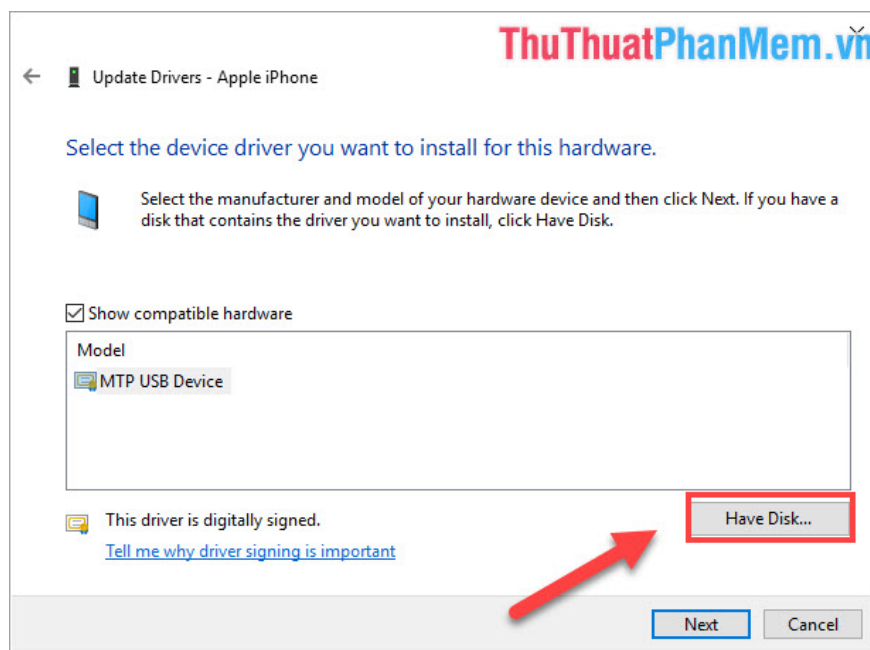 ThuThuatPhanMem.vn
Update Drivers - Apple iPhone
Select the device driver you want to install for this hardware.
Select the manufacturer and model of your hardware device and then click Next. If you have a
disk that contains the driver you want to install, click Have Disk.
Show compatible hardware
Model
MTP USB Device
This driver is digitally signed.
Have Disk...
Tell me why driver signing is important
Next
Cancel